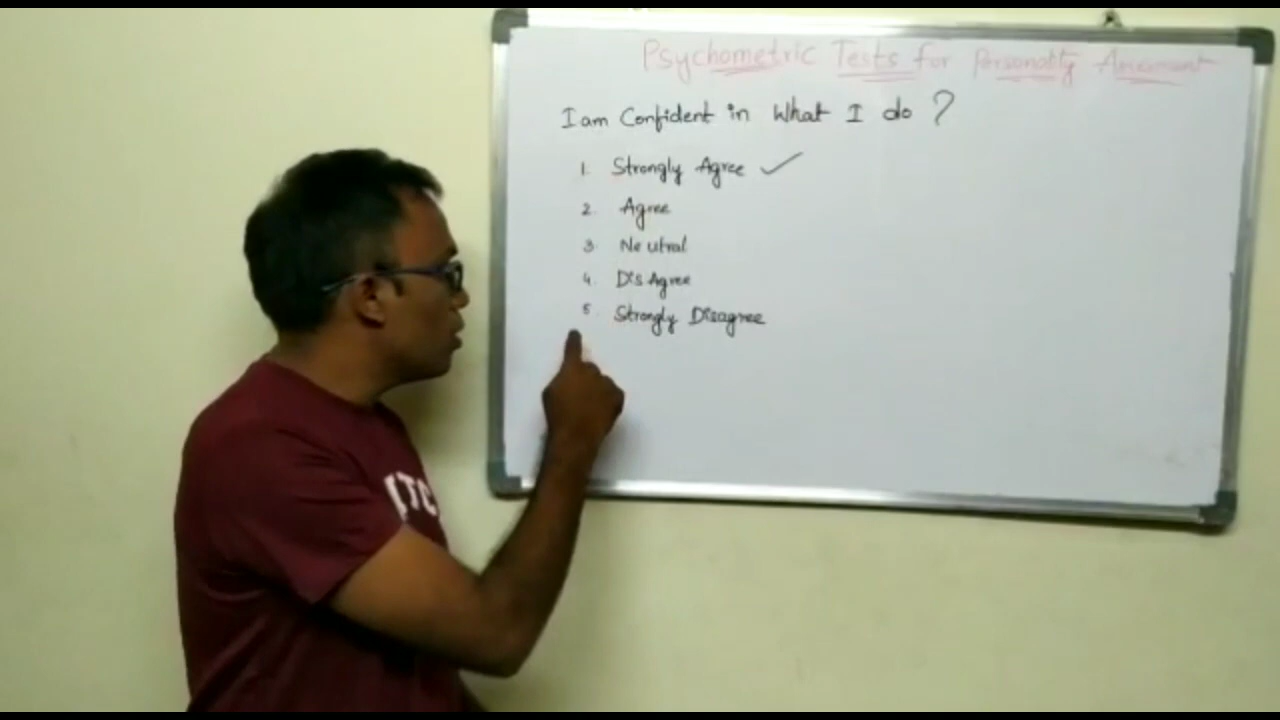 Psychometric Tests for Personality Assessment
I am Confident in What I do ?
1. Strongly Agree ✓
2. Agree
3. Neutral
4. DisAgree
5. Strongly Disagree